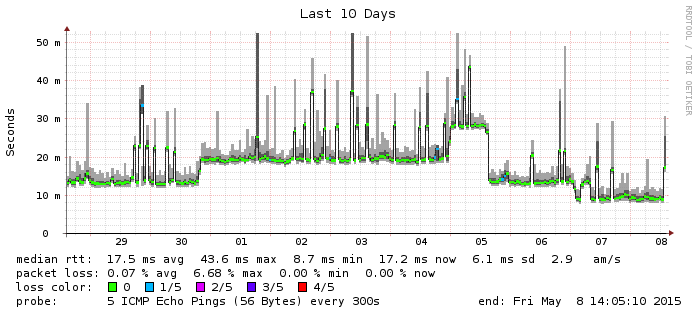 Last 10 Days
RRDTOOL / TOBI OETIKER
Seconds
50 m
40 m
30 m
20 m
10 m
0
29 30 01 02 03 04 05 06 07 08
median rtt: 17.5 ms avg 43.6 ms max 8.7 ms min 17.2 ms now 6.1 ms sd 2.9 am/s
packet loss: 0.07 % avg 6.68 % max 0.00 % min 0.00 % now
loss color: 0 1/5 2/5 3/5 4/5
probe: 5 ICMP Echo Pings (56 Bytes) every 300s end: Fri May 8 14:05:10 2015